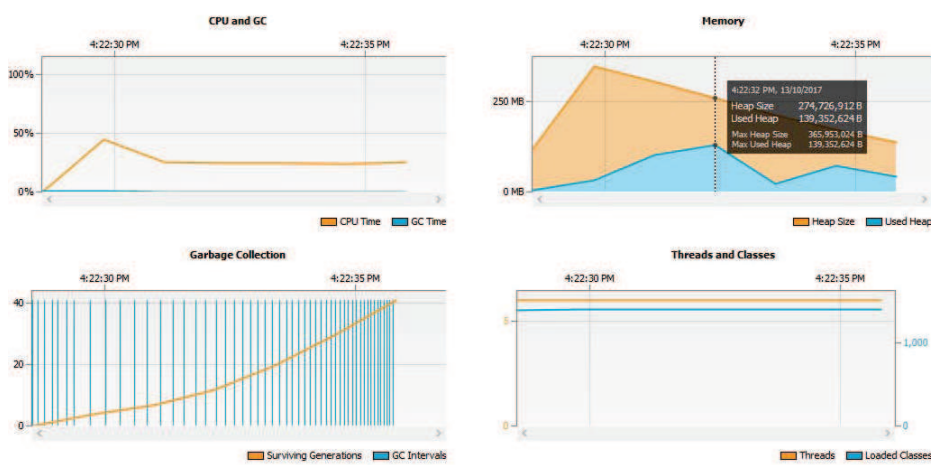 CPU and GC
4:22:30 PM 4:22:35 PM
100%
50%
0%
CPU Time GC Time
Memory
4:22:30 PM 4:22:35 PM
250 MB
0 MB
4:22:32 PM, 13/10/2017
Heap Size 274,726,912 B
Used Heap 139,352,624 B
Max Heap Size 365,953,024 B
Max Used Heap 139,352,624 B
Heap Size Used Heap
Garbage Collection
4:22:30 PM 4:22:35 PM
40
20
0
Surviving Generations GC Intervals
Threads and Classes
4:22:30 PM 4:22:35 PM
5
1,000
0 0
Threads Loaded Classes